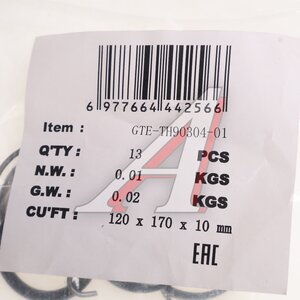 6 977664 442566
Item : GTE-TH90304-01
Q'TY : 13 PCS
N.W. : 0.01 KGS
G.W. : 0.02 KGS
CU'FT : 120 x 170 x 10 mm
EAC